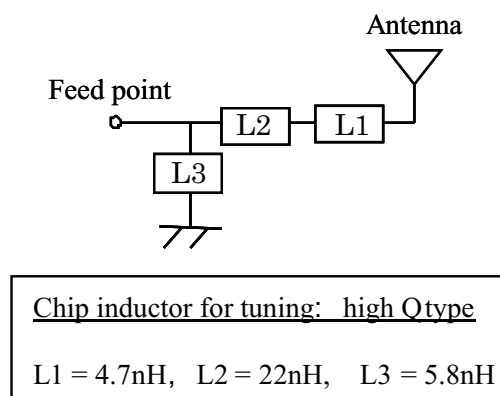 Antenna
Feed point
L2
L1
L3
Chip inductor for tuning: high Qtype
L1 = 4.7nH, L2 = 22nH, L3 = 5.8nH